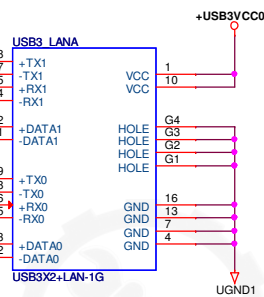 +USB3VCC0
USB3_LANA
+TX1
-TX1
+RX1
-RX1
VCC 1
VCC 10
+DATA1
-DATA1
HOLE G4
HOLE G3
HOLE G2
HOLE G1
+TX0
-TX0
+RX0
-RX0
GND 16
GND 13
GND 7
GND 4
+DATA0
-DATA0
USB3X2+LAN-1G
UGND1